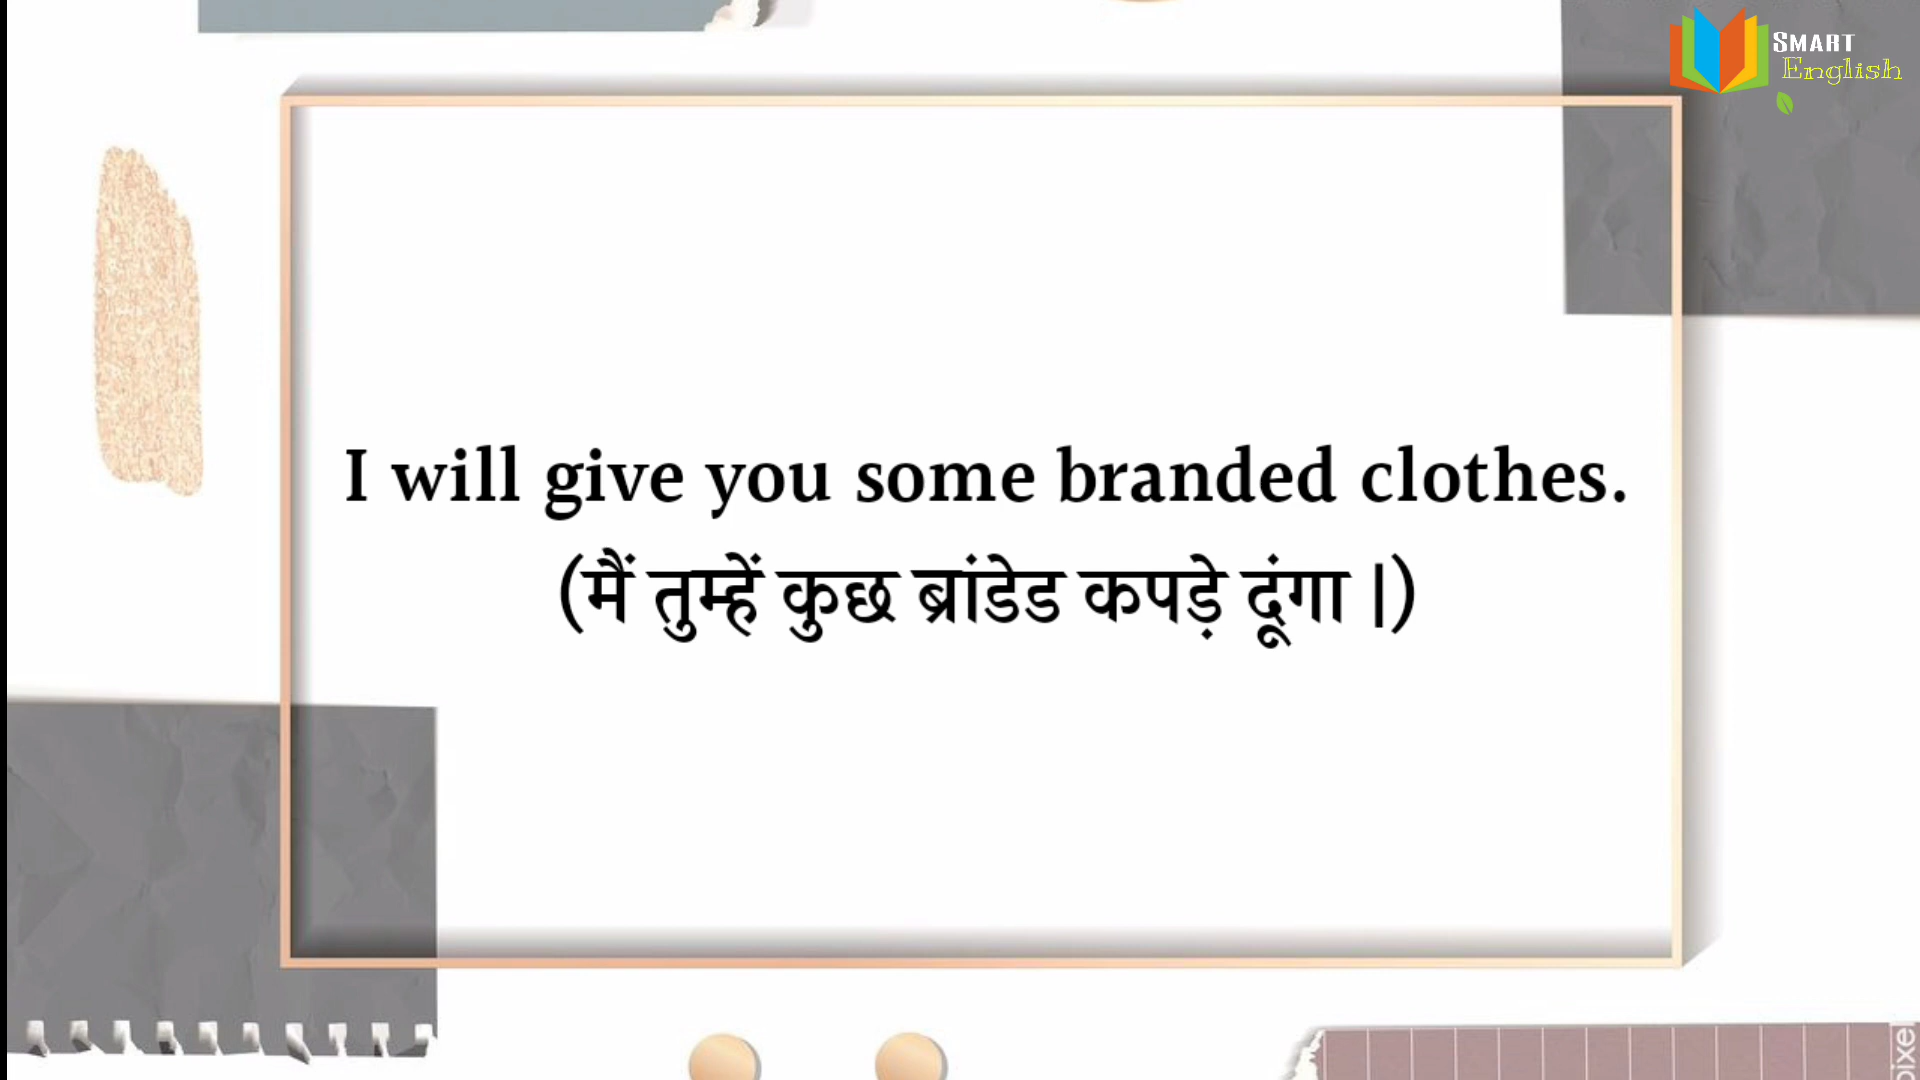 SMART
English
I will give you some branded clothes.
(मैं तुम्हें कुछ ब्रांडेड कपड़े दूंगा |)